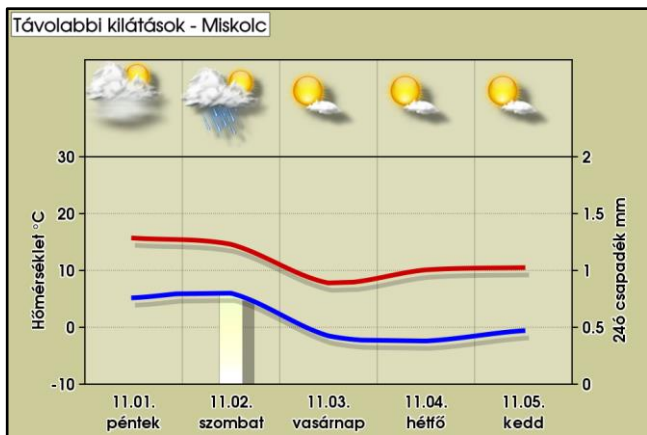 Távolabbi kilátások - Miskolc
Hőmérséklet °C
30
20
10
0
-10
2
1.5
1
0.5
0
24ó csapadék mm
11.01. 11.02. 11.03. 11.04. 11.05.
péntek szombat vasárnap hétfő kedd